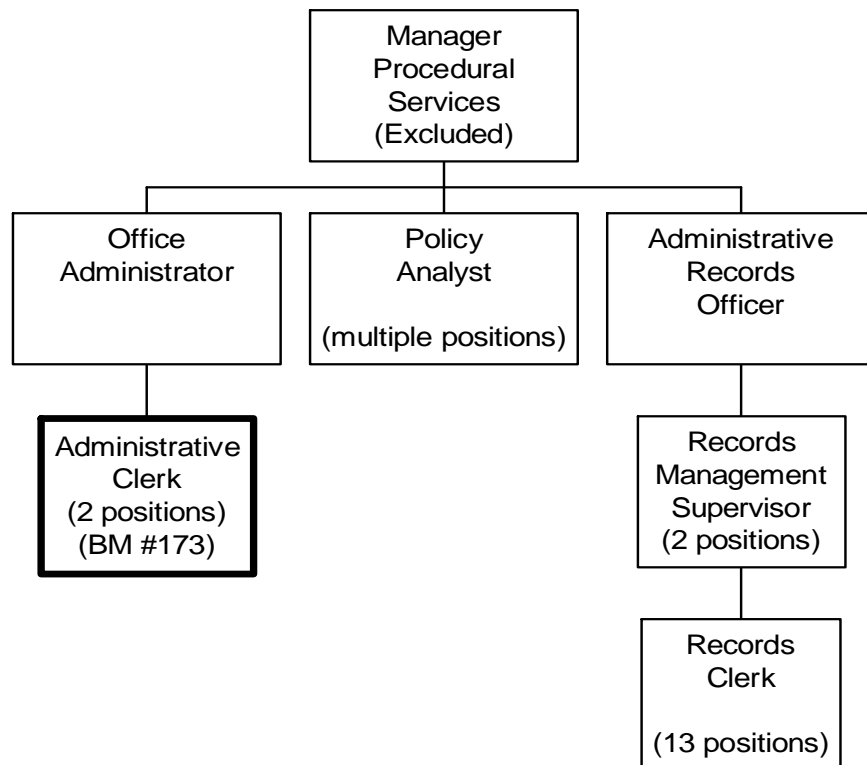 Manager
Procedural
Services
(Excluded)
Office
Administrator
Policy
Analyst
(multiple positions)
Administrative
Records
Officer
Administrative
Clerk
(2 positions)
(BM #173)
Records
Management
Supervisor
(2 positions)
Records
Clerk
(13 positions)